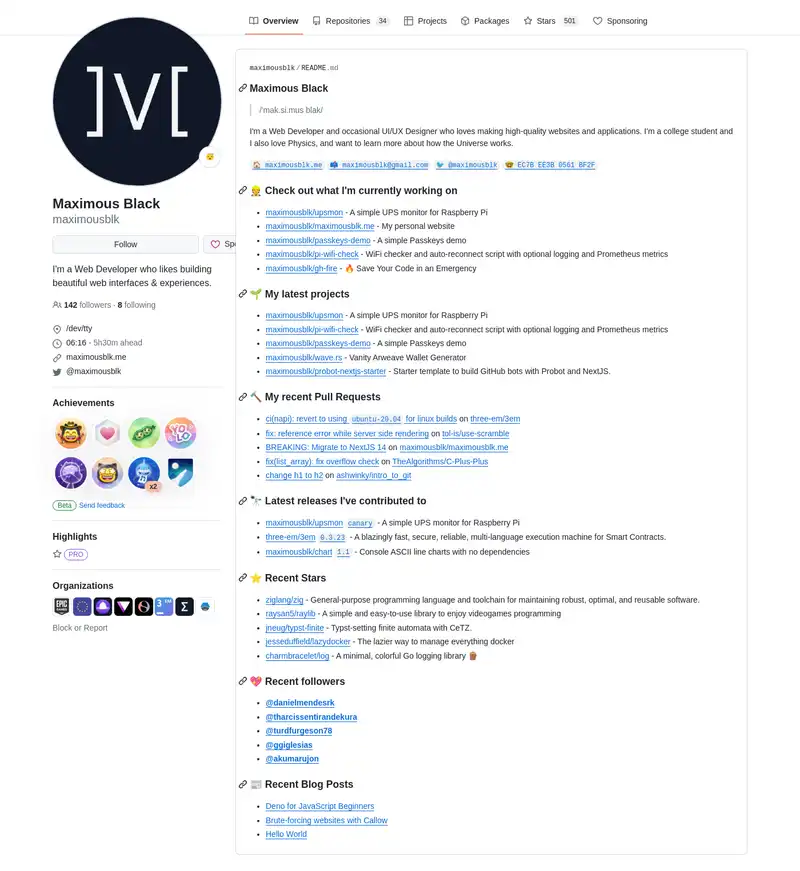 Overview Repositories 34 Projects Packages Stars 501 Sponsoring
]V[
Maximous Black
maximousblk
Follow
I'm a Web Developer who likes building
beautiful web interfaces & experiences.
142 followers · 8 following
/dev/tty
06:16 - 5h30m ahead
maximousblk.me
@maximousblk
Achievements
YOLO
x2
Beta Send feedback
Highlights
PRO
Organizations
EPIC GAMES
Block or Report
maximousblk / README.md
Maximous Black
/ˈmak.si.mus blak/
I'm a Web Developer and occasional UI/UX Designer who loves making high-quality websites and applications. I'm a college student and
I also love Physics, and want to learn more about how the Universe works.
🏠 maximousblk.me 📫 maximousblk@gmail.com 🐦 @maximousblk 🤓 EC7B EE3B 0561 BF2F
👷 Check out what I'm currently working on
• maximousblk/upsmon - A simple UPS monitor for Raspberry Pi
• maximousblk/maximousblk.me - My personal website
• maximousblk/passkeys-demo - A simple Passkeys demo
• maximousblk/pi-wifi-check - WiFi checker and auto-reconnect script with optional logging and Prometheus metrics
• maximousblk/gh-fire - 🔥 Save Your Code in an Emergency
🌱 My latest projects
• maximousblk/upsmon - A simple UPS monitor for Raspberry Pi
• maximousblk/pi-wifi-check - WiFi checker and auto-reconnect script with optional logging and Prometheus metrics
• maximousblk/passkeys-demo - A simple Passkeys demo
• maximousblk/wave.rs - Vanity Arweave Wallet Generator
• maximousblk/probot-nextjs-starter - Starter template to build GitHub bots with Probot and NextJS.
🔨 My recent Pull Requests
• ci(napi): revert to using ubuntu-20.04 for linux builds on three-em/3em
• fix: reference error while server side rendering on tol-is/use-scramble
• BREAKING: Migrate to NextJS 14 on maximousblk/maximousblk.me
• fix(list_array): fix overflow check on TheAlgorithms/C-Plus-Plus
• change h1 to h2 on ashwinky/intro_to_git
🔭 Latest releases I've contributed to
• maximousblk/upsmon canary - A simple UPS monitor for Raspberry Pi
• three-em/3em 0.3.23 - A blazingly fast, secure, reliable, multi-language execution machine for Smart Contracts.
• maximousblk/chart 1.1 - Console ASCII line charts with no dependencies
⭐ Recent Stars
• ziglang/zig - General-purpose programming language and toolchain for maintaining robust, optimal, and reusable software.
• raysan5/raylib - A simple and easy-to-use library to enjoy videogames programming
• jneug/typst-finite - Typst-setting finite automata with CeTZ.
• jesseduffield/lazydocker - The lazier way to manage everything docker
• charmbracelet/log - A minimal, colorful Go logging library 🪵
💖 Recent followers
• @danielmendesrk
• @tharcissentirandekura
• @turdfurgeson78
• @ggiglesias
• @akumarujon
📰 Recent Blog Posts
• Deno for JavaScript Beginners
• Brute-forcing websites with Callow
• Hello World